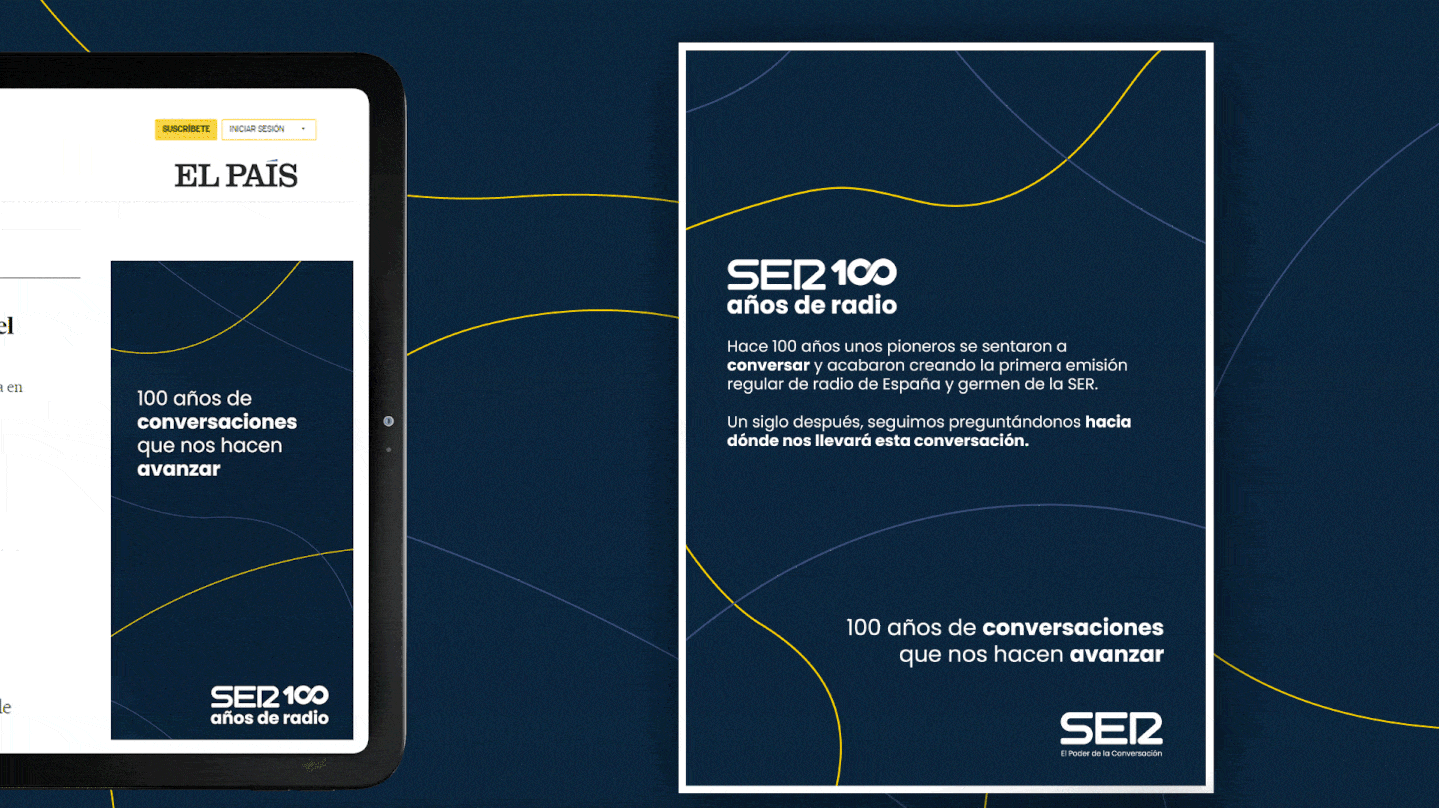 SUSCRÍBETE
INICIAR SESIÓN
EL PAÍS
el
a en
100 años de
conversaciones
que nos hacen
avanzar
SER 100
años de radio
le
SER 100
años de radio
Hace 100 años unos pioneros se sentaron a
conversar y acabaron creando la primera emisión
regular de radio de España y germen de la SER.
Un siglo después, seguimos preguntándonos hacia
dónde nos llevará esta conversación.
100 años de conversaciones
que nos hacen avanzar
SER
El Poder de la Conversación